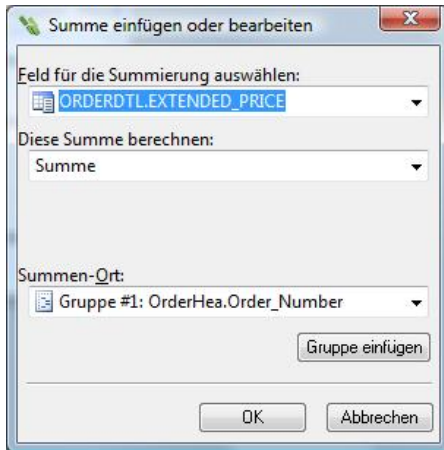 Summe einfügen oder bearbeiten
Feld für die Summierung auswählen:
ORDERDTL.EXTENDED_PRICE
Diese Summe berechnen:
Summe
Summen-Ort:
Gruppe #1: OrderHea.Order_Number
Gruppe einfügen
OK Abbrechen